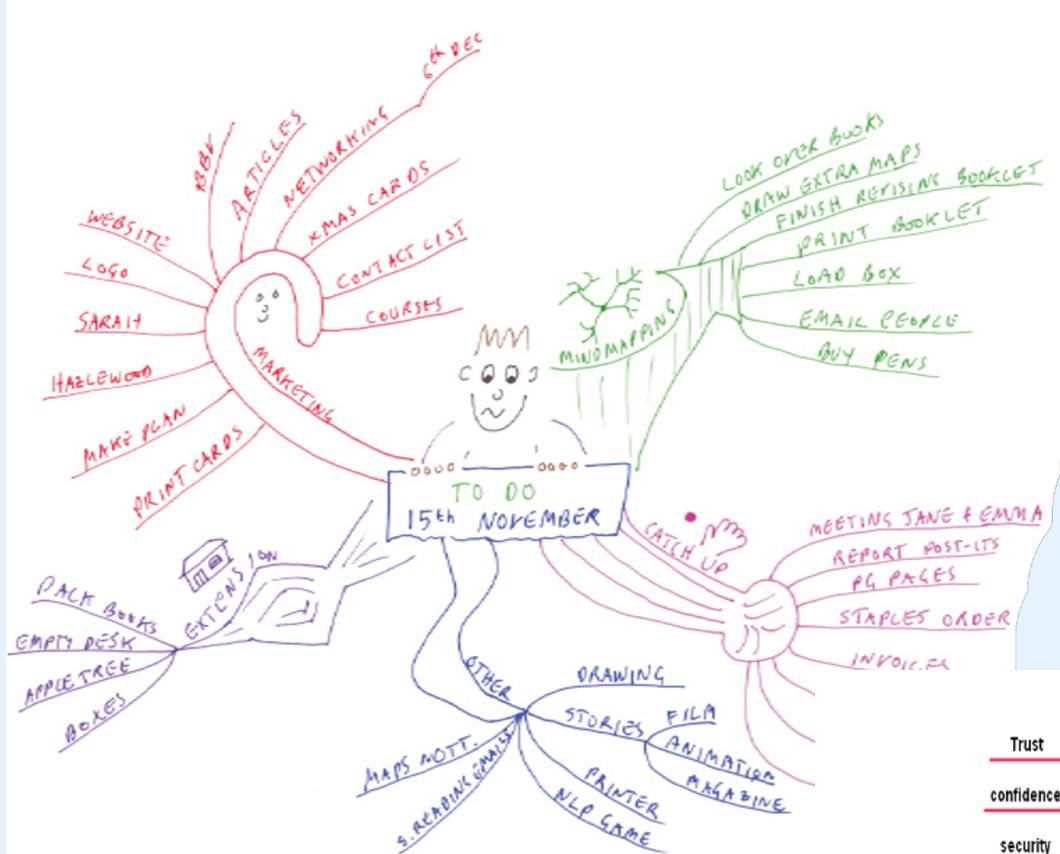 TO DO
15th NOVEMBER
MARKETING
WEBSITE
LOGO
SARAH
HAZLEWOOD
MAKE PLAN
PRINT CARDS
ARTICLES
NETWORKING
6th DEC
XMAS CARDS
CONTACT LIST
COURSES
MINDMAPPING
LOOK OVER BOOKS
DRAW EXTRA MAPS
FINISH REVISING BOOKLET
PRINT BOOKLET
LOAD BOX
EMAIL PEOPLE
BUY PENS
CATCH UP
MEETING JANE + EMMA
REPORT POST-ITS
PG PAGES
STAPLES ORDER
INVOICES
OTHER
DRAWING
STORIES
FILM
ANIMATION
MAGAZINE
PRINTER
NLP GAME
S. READING EMAILS
MAPS NOTT.
EXTENSION
PACK BOOKS
EMPTY DESK
APPLE TREE
BOXES
Trust
confidence
security